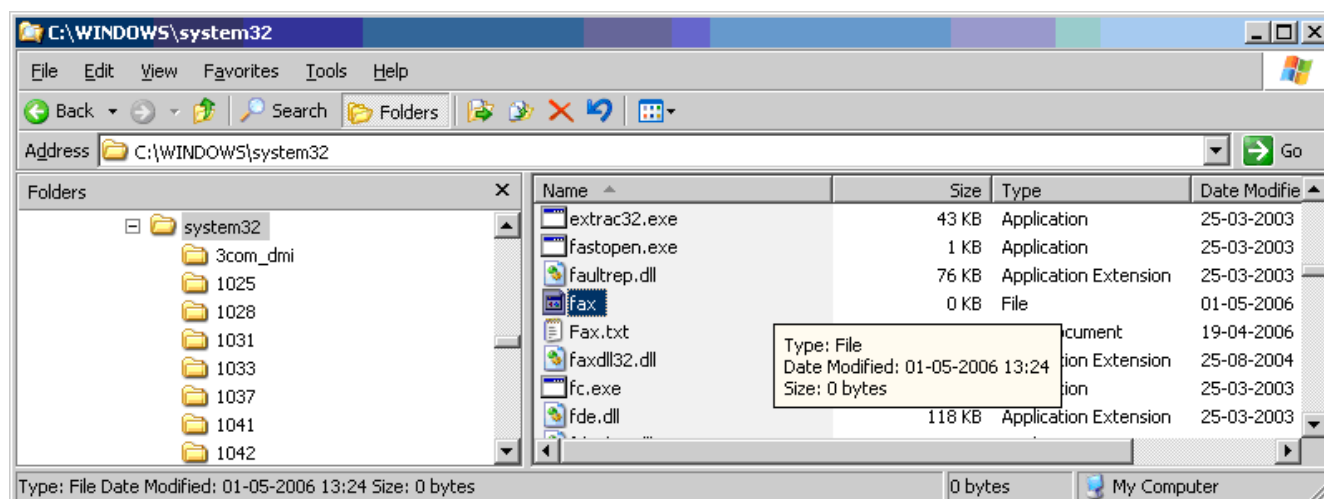 C:\WINDOWS\system32
File Edit View Favorites Tools Help
Back Search Folders
Address C:\WINDOWS\system32 Go
Folders
system32
3com_dmi
1025
1028
1031
1033
1037
1041
1042
Name Size Type Date Modifie
extrac32.exe 43 KB Application 25-03-2003
fastopen.exe 1 KB Application 25-03-2003
faultrep.dll 76 KB Application Extension 25-03-2003
fax 0 KB File 01-05-2006
Fax.txt ocument 19-04-2006
faxdll32.dll ion Extension 25-08-2004
fc.exe ion 25-03-2003
fde.dll 118 KB Application Extension 25-03-2003
Type: File
Date Modified: 01-05-2006 13:24
Size: 0 bytes
Type: File Date Modified: 01-05-2006 13:24 Size: 0 bytes 0 bytes My Computer